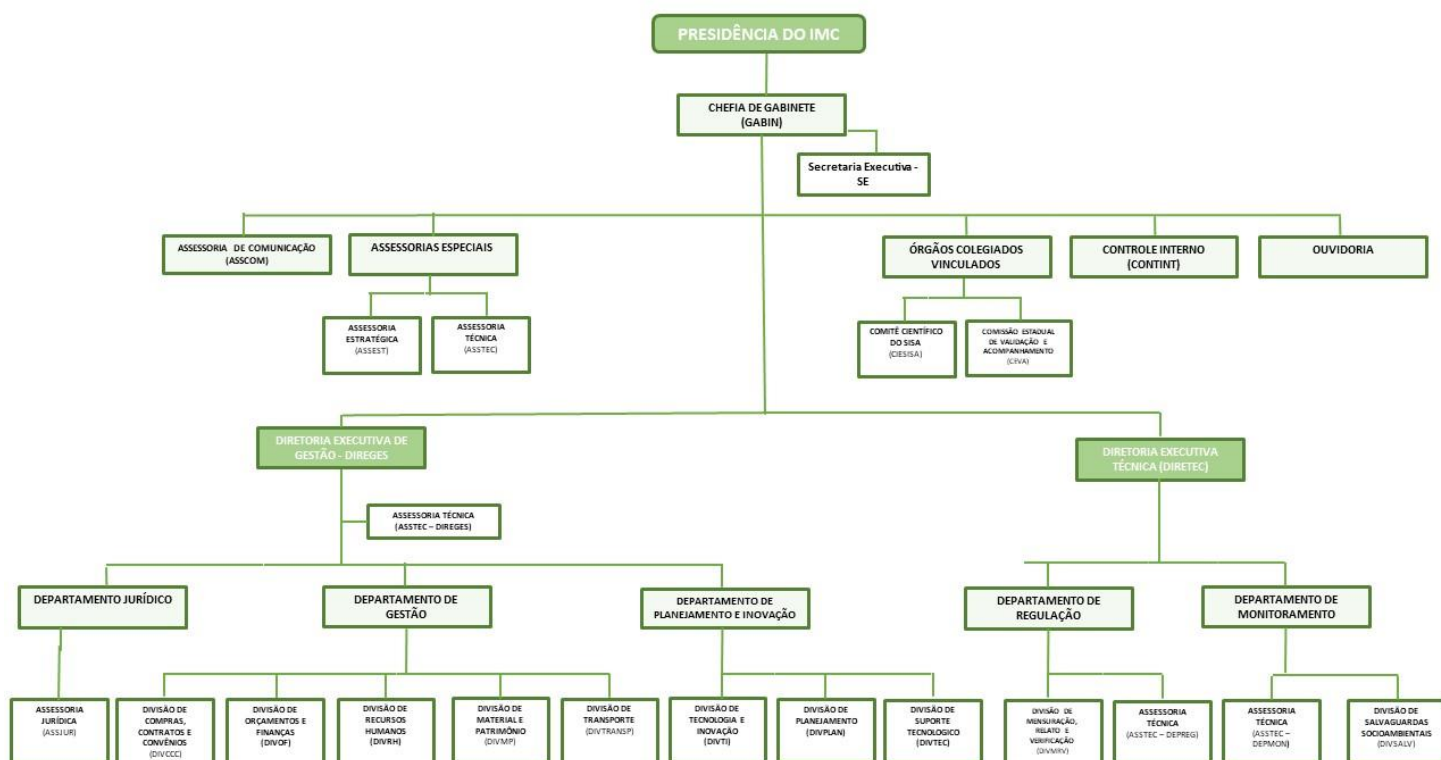 PRESIDÊNCIA DO IMC
CHEFIA DE GABINETE
(GABIN)
Secretaria Executiva -
SE
ASSESSORIA DE COMUNICAÇÃO
(ASSCOM)
ASSESSORIAS ESPECIAIS
ÓRGÃOS COLEGIADOS
VINCULADOS
CONTROLE INTERNO
(CONTINT)
OUVIDORIA
ASSESSORIA
ESTRATÉGICA
(ASSEST)
ASSESSORIA
TÉCNICA
(ASSTEC)
COMITÊ CIENTÍFICO
DO SISA
(CIESISA)
COMISSÃO ESTADUAL
DE VALIDAÇÃO E
ACOMPANHAMENTO
(CEVA)
DIRETORIA EXECUTIVA DE
GESTÃO - DIREGES
DIRETORIA EXECUTIVA
TÉCNICA (DIRETEC)
ASSESSORIA TÉCNICA
(ASSTEC – DIREGES)
DEPARTAMENTO JURÍDICO
DEPARTAMENTO DE
GESTÃO
DEPARTAMENTO DE
PLANEJAMENTO E INOVAÇÃO
DEPARTAMENTO DE
REGULAÇÃO
DEPARTAMENTO DE
MONITORAMENTO
ASSESSORIA
JURÍDICA
(ASSJUR)
DIVISÃO DE
COMPRAS,
CONTRATOS E
CONVÊNIOS
(DIVCCC)
DIVISÃO DE
ORÇAMENTOS E
FINANÇAS
(DIVOF)
DIVISÃO DE
RECURSOS
HUMANOS
(DIVRH)
DIVISÃO DE
MATERIAL E
PATRIMÔNIO
(DIVMP)
DIVISÃO DE
TRANSPORTE
(DIVTRANSP)
DIVISÃO DE
TECNOLOGIA E
INOVAÇÃO
(DIVTI)
DIVISÃO DE
PLANEJAMENTO
(DIVPLAN)
DIVISÃO DE
SUPORTE
TECNOLOGICO
(DIVTEC)
DIVISÃO DE
MENSURAÇÃO,
RELATO E
VERIFICAÇÃO
(DIVMRV)
ASSESSORIA
TÉCNICA
(ASSTEC – DEPREG)
ASSESSORIA
TÉCNICA
(ASSTEC –
DEPMON)
DIVISÃO DE
SALVAGUARDAS
SOCIOAMBIENTAIS
(DIVSALV)